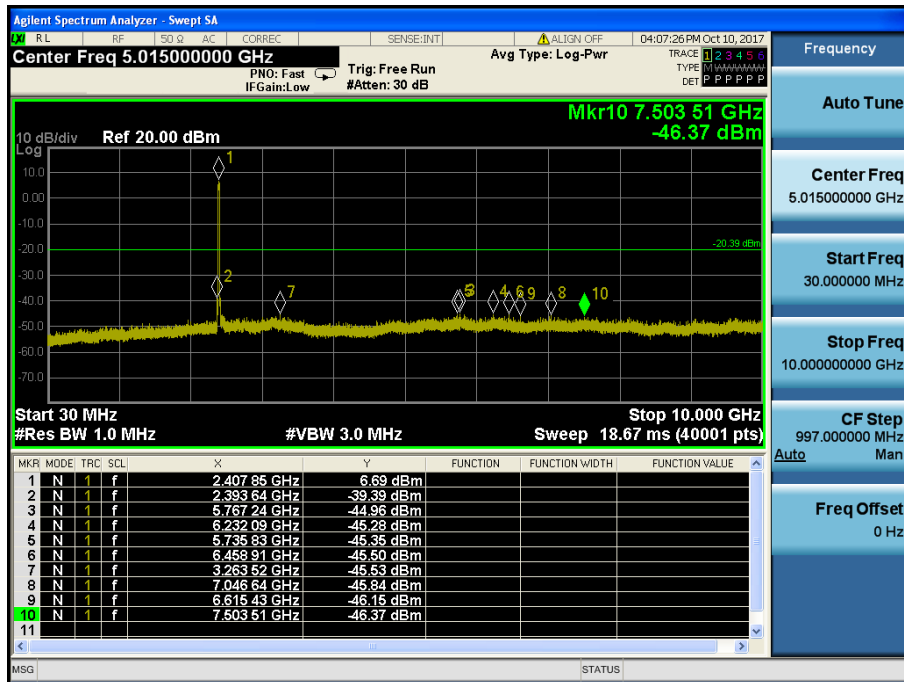 Agilent Spectrum Analyzer - Swept SA
LXI RL RF 50 Ω AC CORREC SENSE:INT ALIGN OFF 04:07:26 PM Oct 10, 2017
Center Freq 5.015000000 GHz Avg Type: Log-Pwr TRACE 1 2 3 4 5 6
PNO: Fast Trig: Free Run TYPE M WWWWW
IFGain:Low #Atten: 30 dB DET P P P P P P
Mkr10 7.503 51 GHz
-46.37 dBm
10 dB/div Ref 20.00 dBm
Log
10.0
0.00
-10.0
-20.0
-30.0
-40.0
-50.0
-60.0
-70.0
-20.39 dBm
1
2
7
5 3 4 6 9 8 10
Start 30 MHz Stop 10.000 GHz
#Res BW 1.0 MHz #VBW 3.0 MHz Sweep 18.67 ms (40001 pts)
MKR MODE TRC SCL X Y FUNCTION FUNCTION WIDTH FUNCTION VALUE
1 N 1 f 2.407 85 GHz 6.69 dBm
2 N 1 f 2.393 64 GHz -39.39 dBm
3 N 1 f 5.767 24 GHz -44.96 dBm
4 N 1 f 6.232 09 GHz -45.28 dBm
5 N 1 f 5.735 83 GHz -45.35 dBm
6 N 1 f 6.458 91 GHz -45.50 dBm
7 N 1 f 3.263 52 GHz -45.53 dBm
8 N 1 f 7.046 64 GHz -45.84 dBm
9 N 1 f 6.615 43 GHz -46.15 dBm
10 N 1 f 7.503 51 GHz -46.37 dBm
11
MSG STATUS
Frequency
Auto Tune
Center Freq
5.015000000 GHz
Start Freq
30.000000 MHz
Stop Freq
10.000000000 GHz
CF Step
997.000000 MHz
Auto Man
Freq Offset
0 Hz